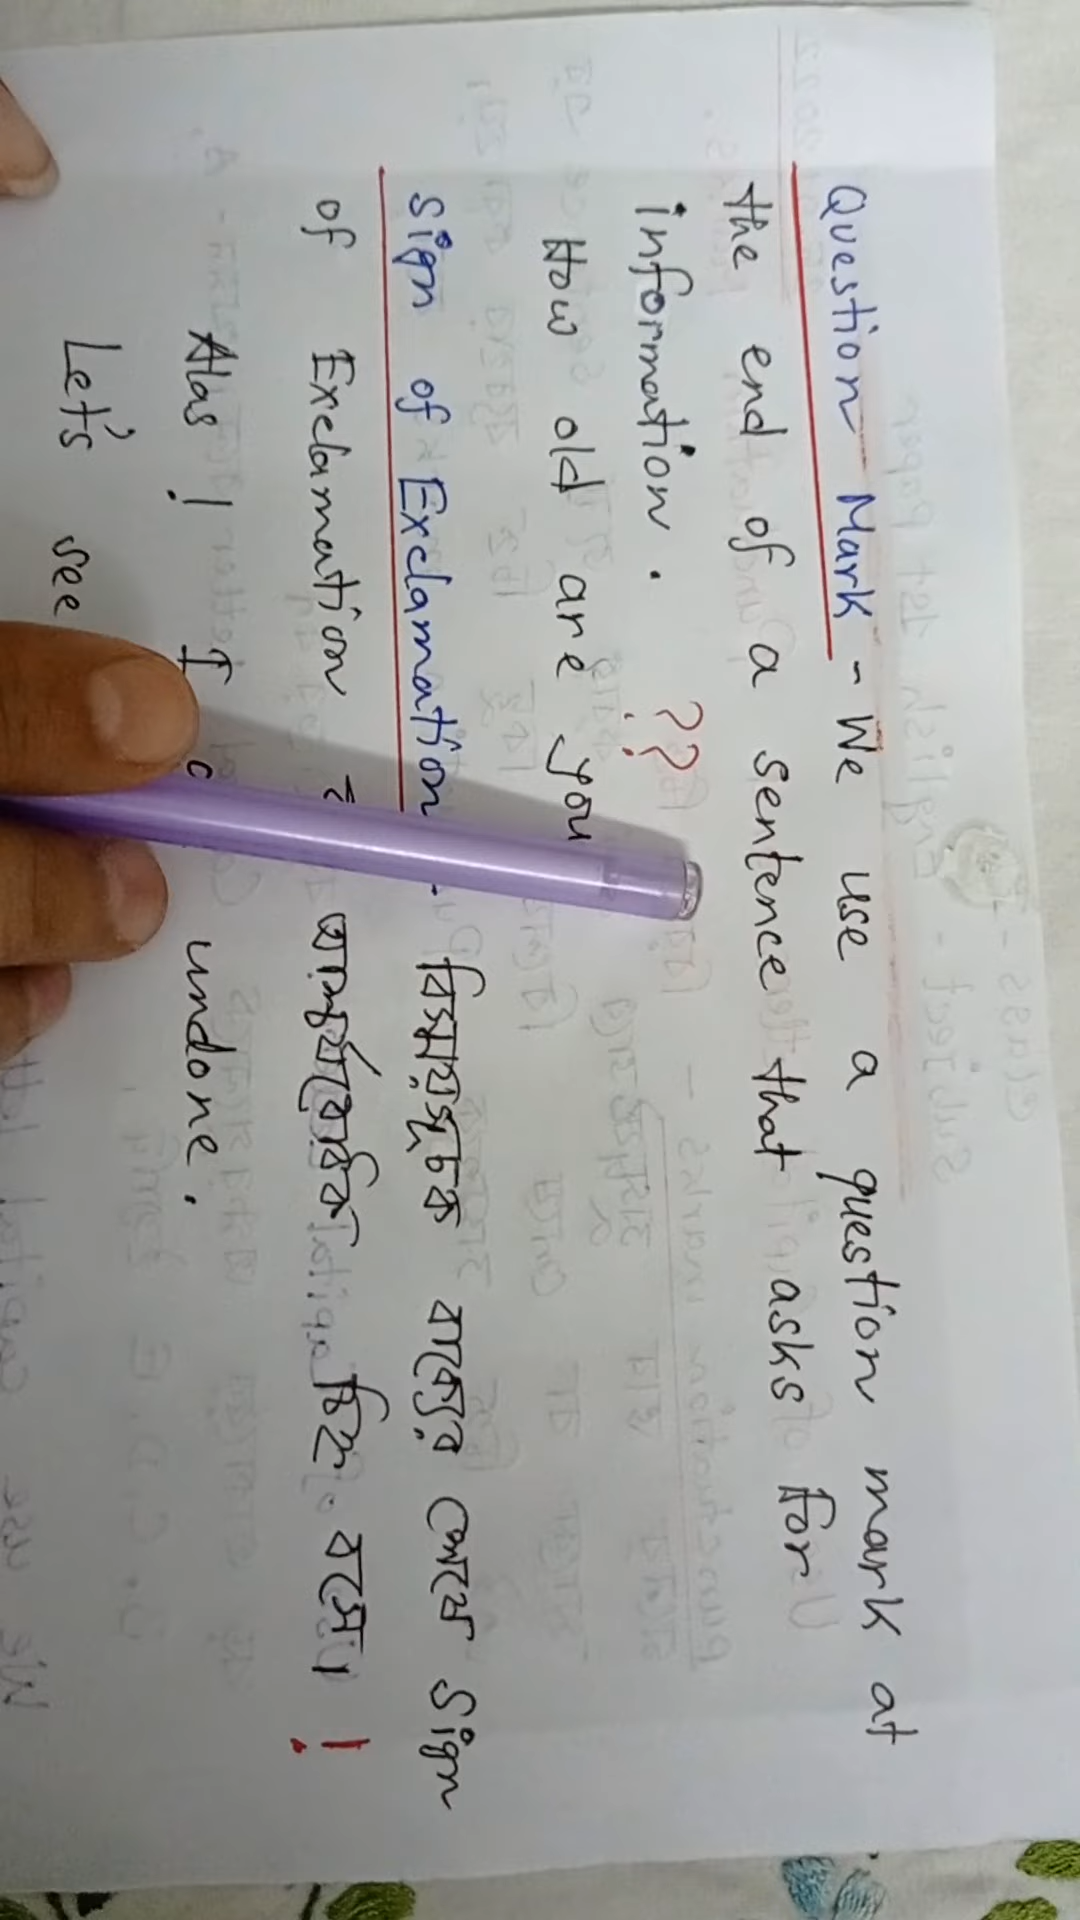 Question Mark - We use a question mark at
the end of a sentence that asks for
information. ??
How old are you
Sign of Exclamation - বিস্ময়সূচক বাক্যের শেষে Sign
of Exclamation = আশ্চর্যবোধক চিহ্ন বসে। !
Alas! I undone.
Let's see